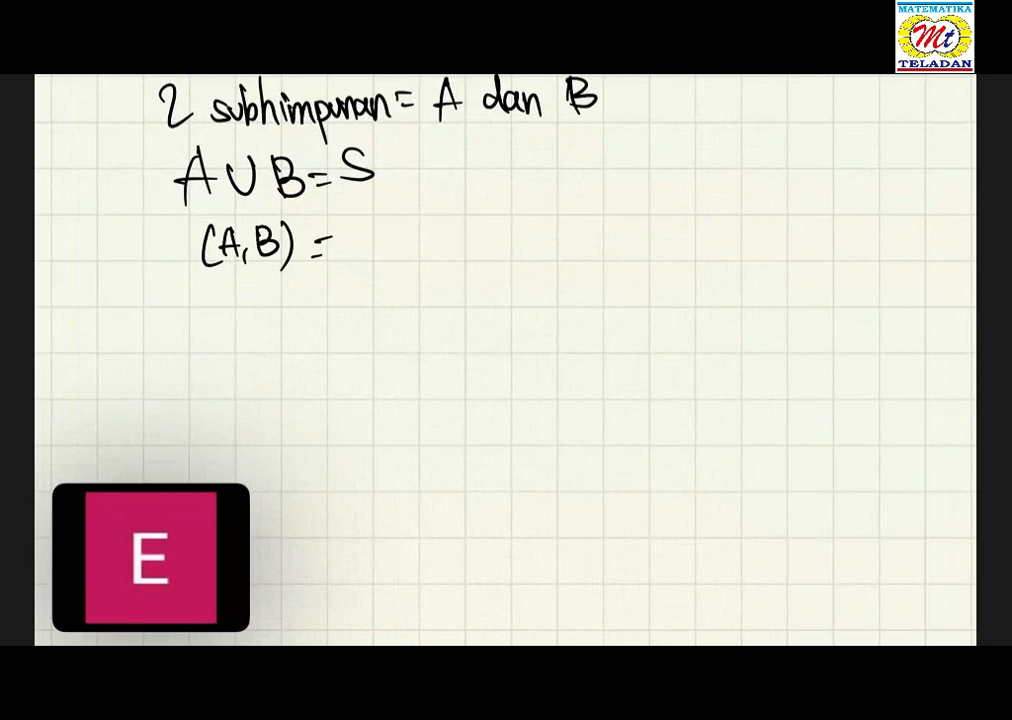 MATEMATIKA
Mt
TELADAN
2 subhimpunan = A dan B
A ∪ B = S
(A, B) =
E